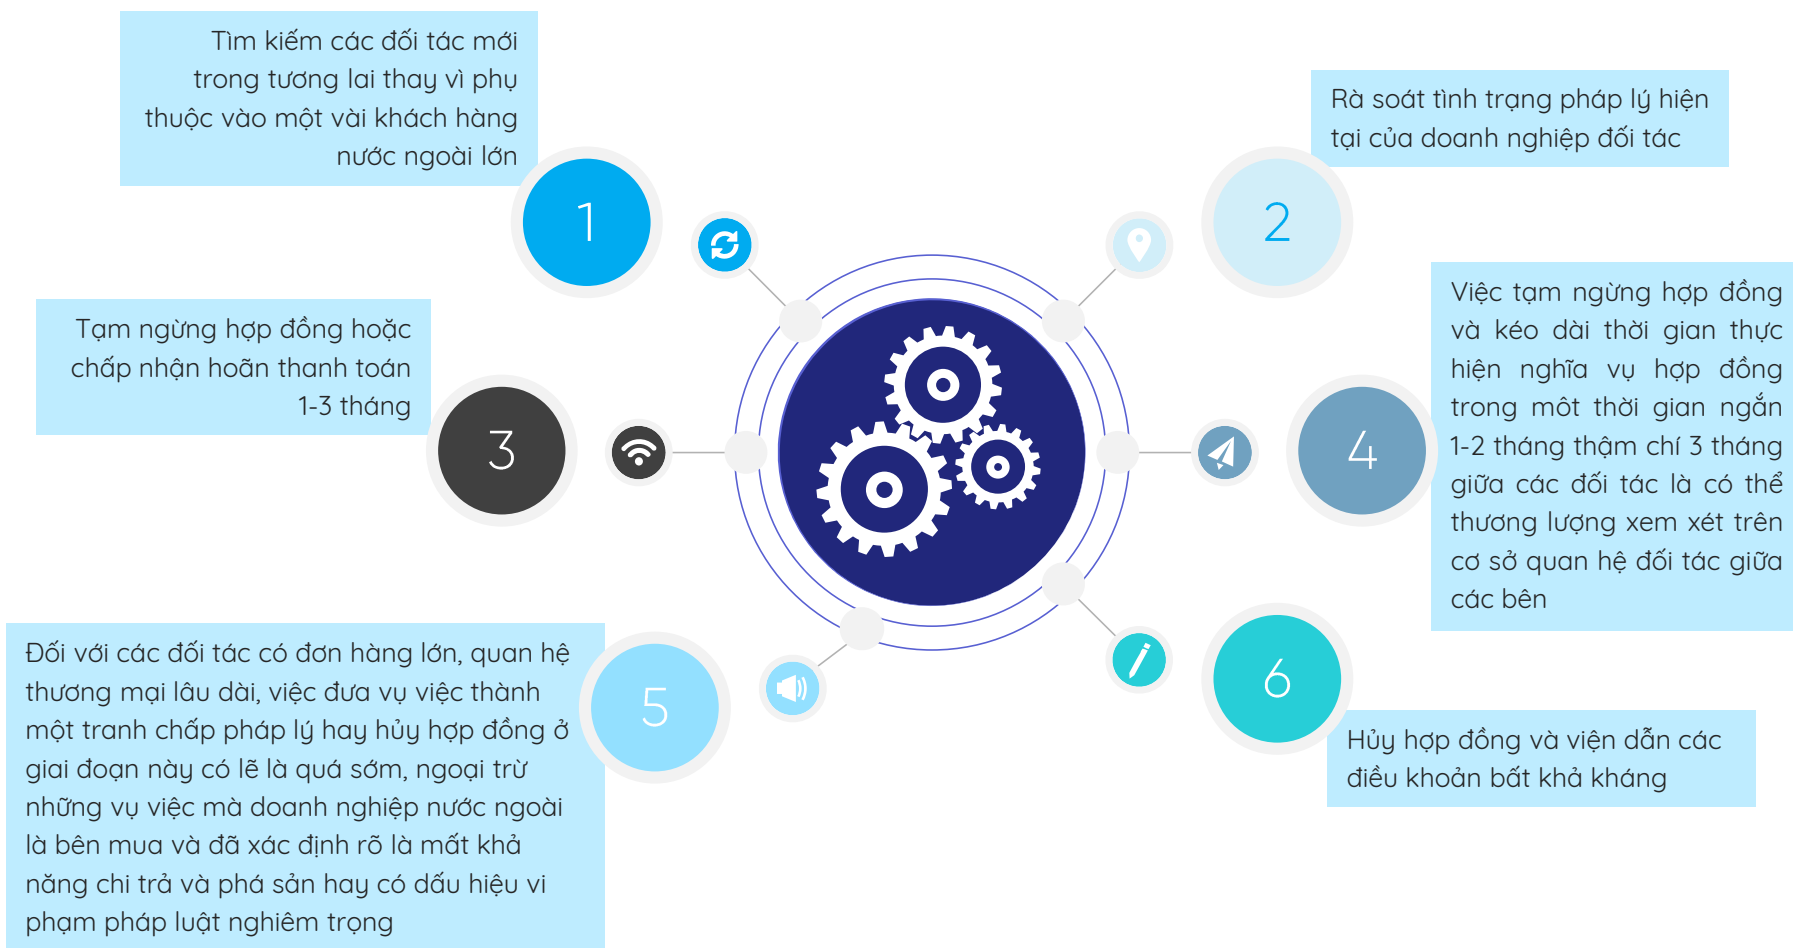 Tìm kiếm các đối tác mới
trong tương lai thay vì phụ
thuộc vào một vài khách hàng
nước ngoài lớn
1
Rà soát tình trạng pháp lý hiện
tại của doanh nghiệp đối tác
2
Tạm ngừng hợp đồng hoặc
chấp nhận hoãn thanh toán
1-3 tháng
3
Việc tạm ngừng hợp đồng
và kéo dài thời gian thực
hiện nghĩa vụ hợp đồng
trong môt thời gian ngắn
1-2 tháng thậm chí 3 tháng
giữa các đối tác là có thể
thương lượng xem xét trên
cơ sở quan hệ đối tác giữa
các bên
4
Đối với các đối tác có đơn hàng lớn, quan hệ
thương mại lâu dài, việc đưa vụ việc thành
một tranh chấp pháp lý hay hủy hợp đồng ở
giai đoạn này có lẽ là quá sớm, ngoại trừ
những vụ việc mà doanh nghiệp nước ngoài
là bên mua và đã xác định rõ là mất khả
năng chi trả và phá sản hay có dấu hiệu vi
phạm pháp luật nghiêm trọng
5
6
Hủy hợp đồng và viện dẫn các
điều khoản bất khả kháng